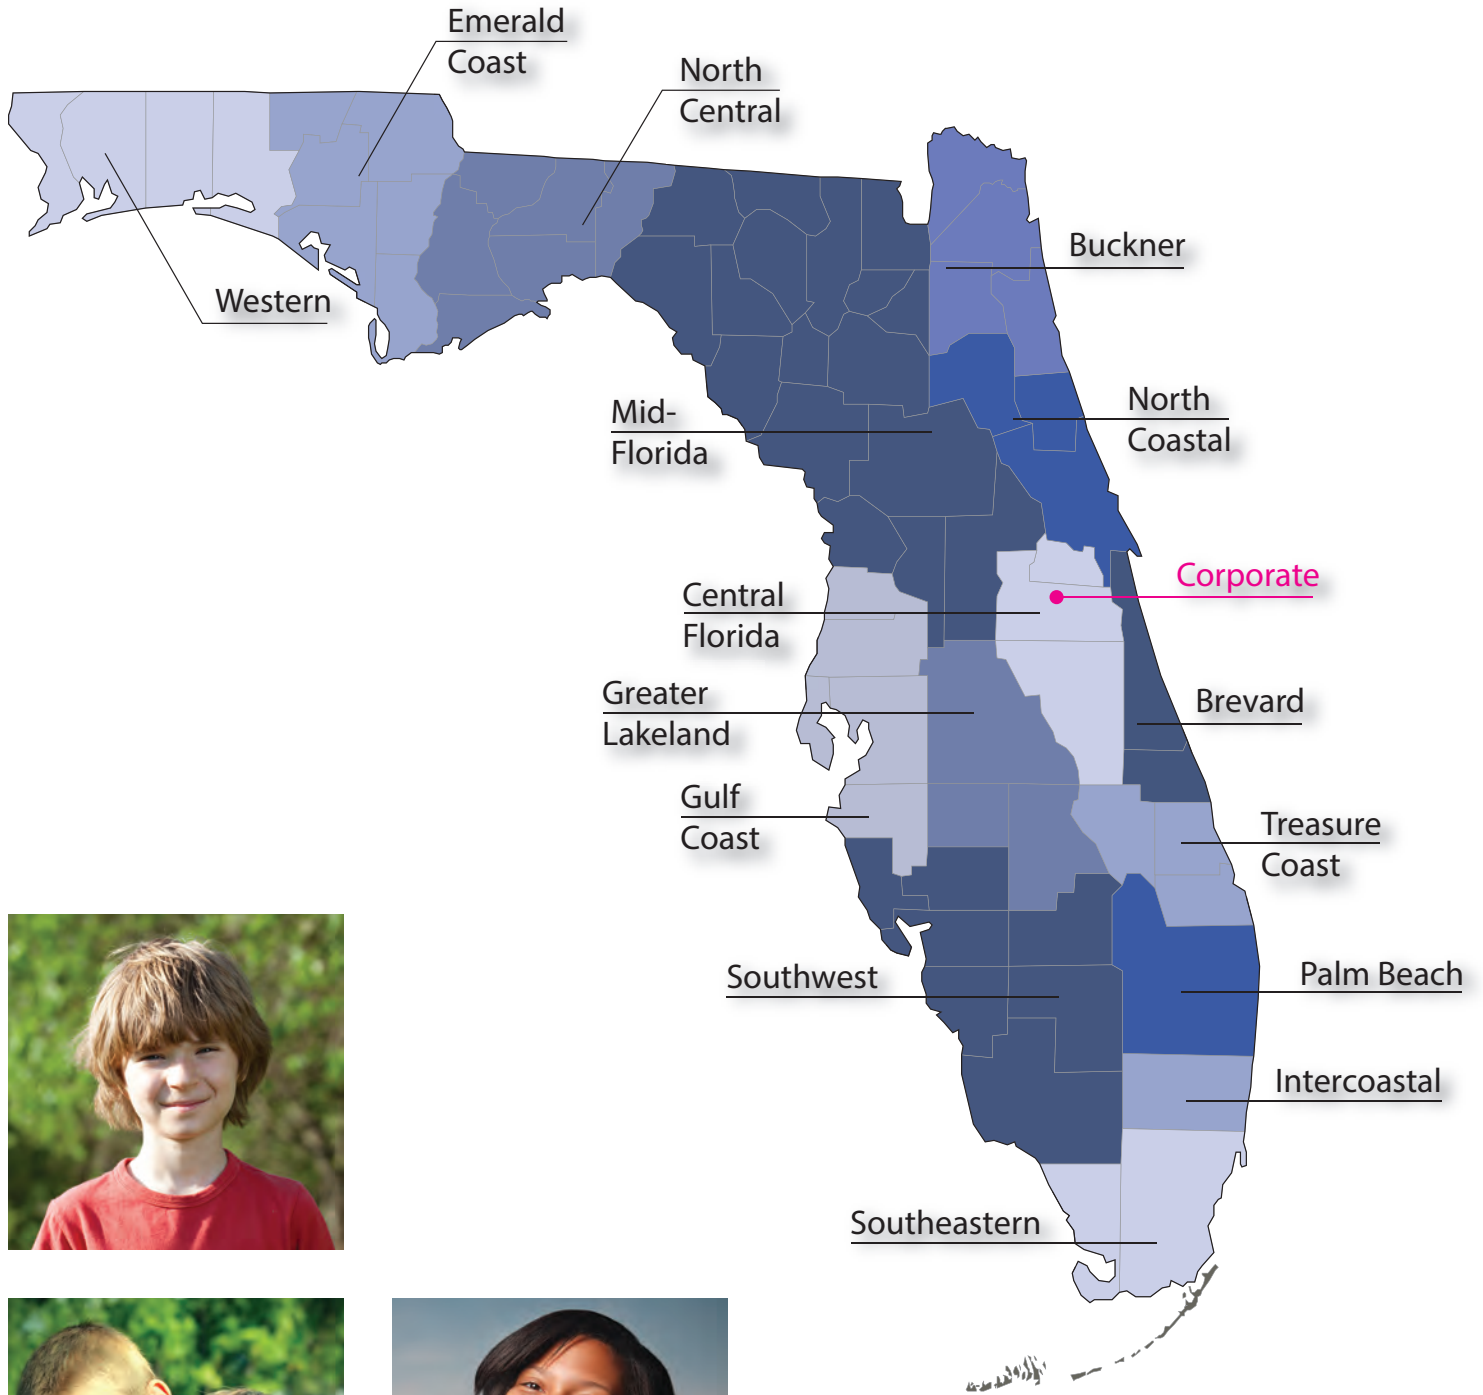 Emerald
Coast
North
Central
Western
Buckner
North
Coastal
Mid-
Florida
Corporate
Central
Florida
Greater
Lakeland
Brevard
Gulf
Coast
Treasure
Coast
Southwest
Palm Beach
Intercoastal
Southeastern